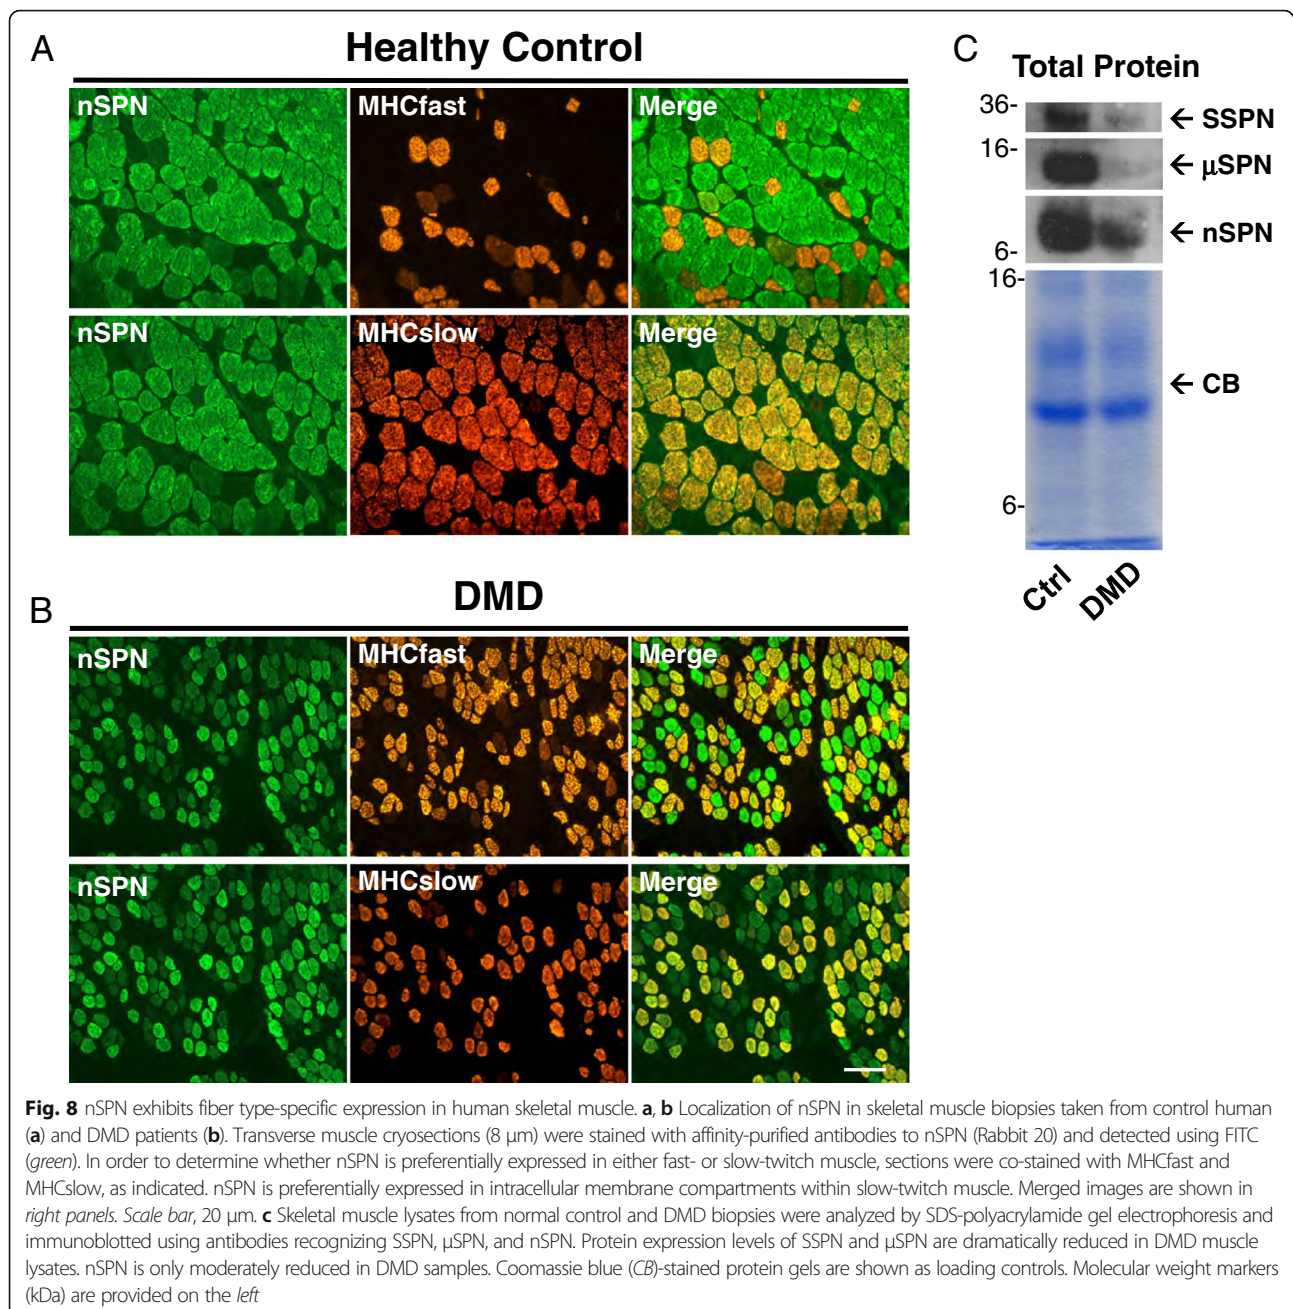 A
Healthy Control
nSPN
MHCfast
Merge
nSPN
MHCslow
Merge
B
DMD
nSPN
MHCfast
Merge
nSPN
MHCslow
Merge
C
Total Protein
36-
← SSPN
16-
← µSPN
← nSPN
6-
16-
← CB
6-
Ctrl
DMD
Fig. 8 nSPN exhibits fiber type-specific expression in human skeletal muscle. a, b Localization of nSPN in skeletal muscle biopsies taken from control human
(a) and DMD patients (b). Transverse muscle cryosections (8 µm) were stained with affinity-purified antibodies to nSPN (Rabbit 20) and detected using FITC
(green). In order to determine whether nSPN is preferentially expressed in either fast- or slow-twitch muscle, sections were co-stained with MHCfast and
MHCslow, as indicated. nSPN is preferentially expressed in intracellular membrane compartments within slow-twitch muscle. Merged images are shown in
right panels. Scale bar, 20 µm. c Skeletal muscle lysates from normal control and DMD biopsies were analyzed by SDS-polyacrylamide gel electrophoresis and
immunoblotted using antibodies recognizing SSPN, µSPN, and nSPN. Protein expression levels of SSPN and µSPN are dramatically reduced in DMD muscle
lysates. nSPN is only moderately reduced in DMD samples. Coomassie blue (CB)-stained protein gels are shown as loading controls. Molecular weight markers
(kDa) are provided on the left